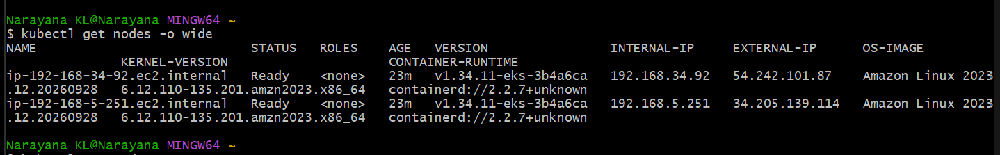 Narayana KL@Narayana MINGW64 ~
$ kubectl get nodes -o wide
NAME                             STATUS   ROLES    AGE   VERSION                INTERNAL-IP      EXTERNAL-IP      OS-IMAGE
               KERNEL-VERSION                     CONTAINER-RUNTIME
ip-192-168-34-92.ec2.internal   Ready    <none>   23m   v1.34.11-eks-3b4a6ca   192.168.34.92    54.242.101.87    Amazon Linux 2023
.12.20260928   6.12.110-135.201.amzn2023.x86_64   containerd://2.2.7+unknown
ip-192-168-5-251.ec2.internal   Ready    <none>   23m   v1.34.11-eks-3b4a6ca   192.168.5.251    34.205.139.114   Amazon Linux 2023
.12.20260928   6.12.110-135.201.amzn2023.x86_64   containerd://2.2.7+unknown
Narayana KL@Narayana MINGW64 ~